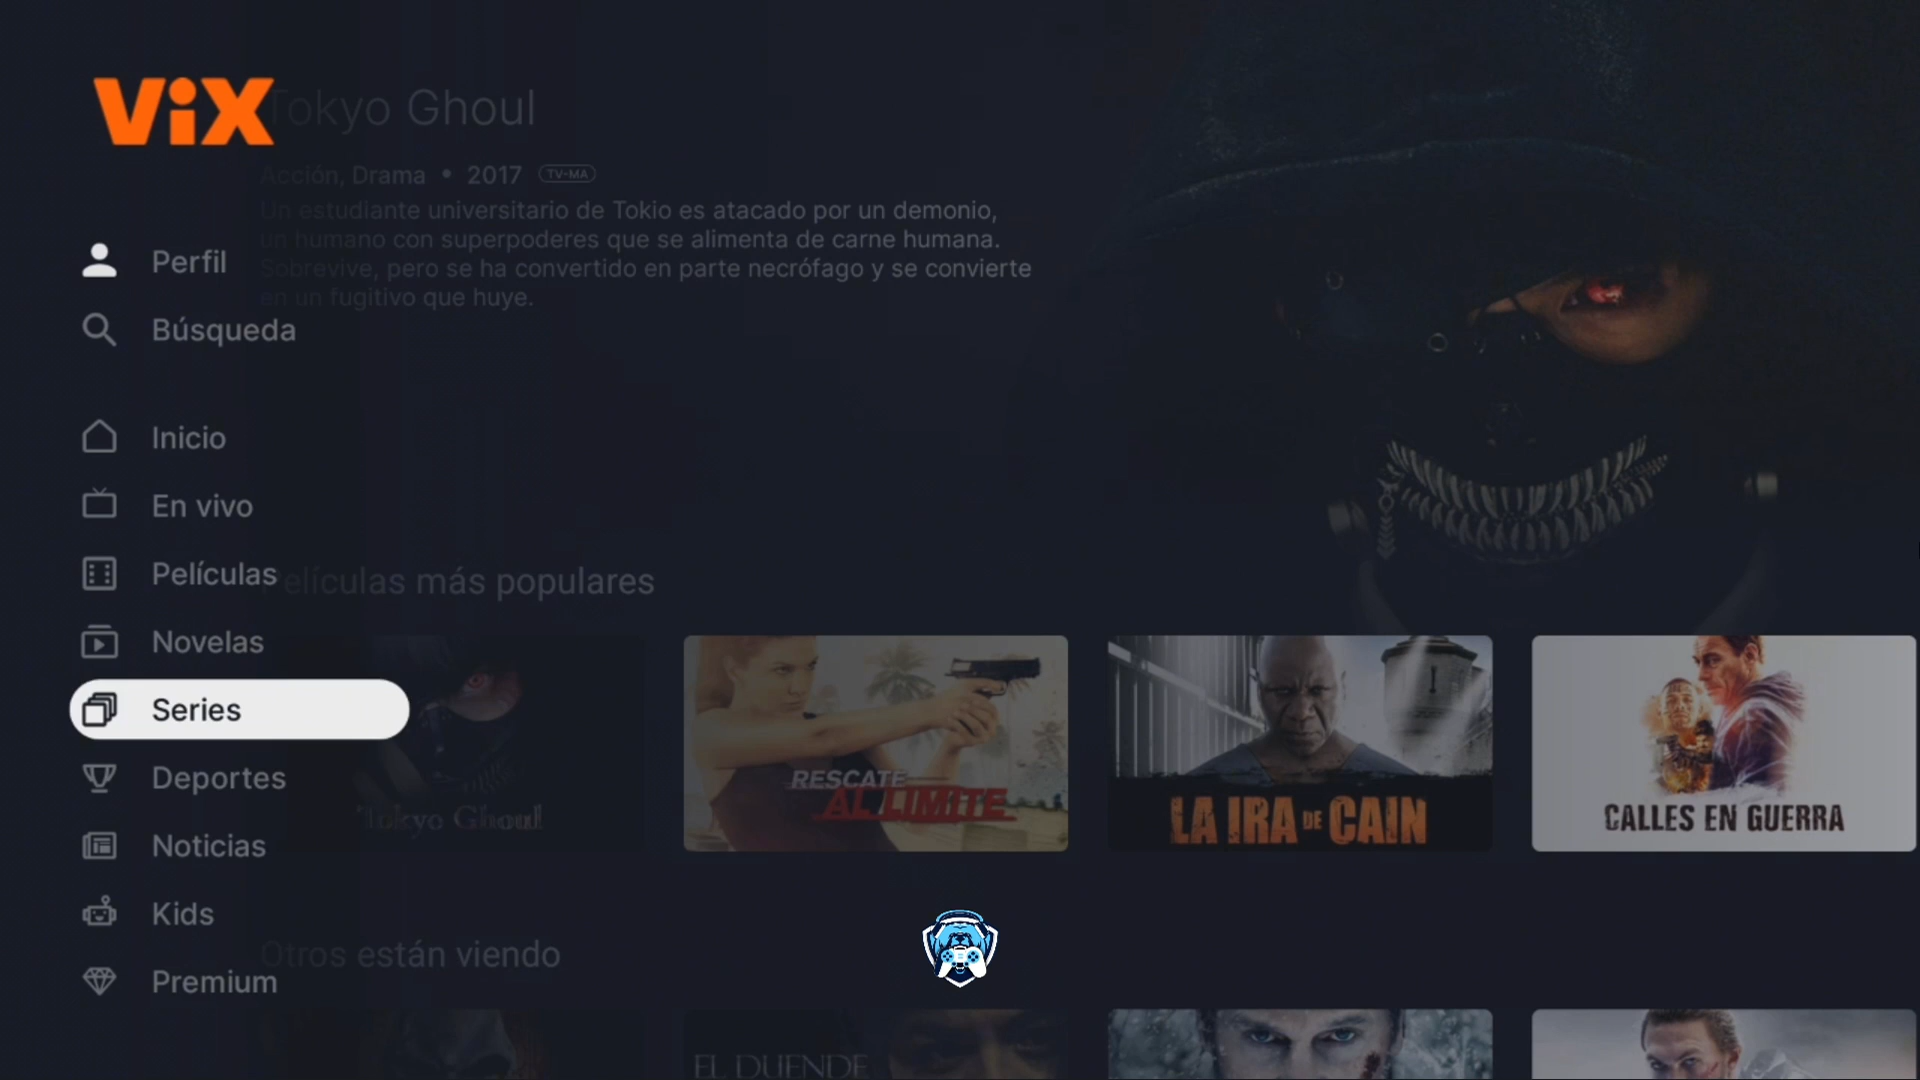 ViX
Perfil
Búsqueda
Inicio
En vivo
Películas
Novelas
Series
Deportes
Noticias
Kids
Premium
Tokyo Ghoul
Acción, Drama • 2017 TV-MA
Un estudiante universitario de Tokio es atacado por un demonio,
un humano con superpoderes que se alimenta de carne humana.
Sobrevive, pero se ha convertido en parte necrófago y se convierte
en un fugitivo que huye.
Películas más populares
Tokyo Ghoul
RESCATE
AL LIMITE
LA IRA DE CAIN
CALLES EN GUERRA
Otros están viendo
EL DUENDE